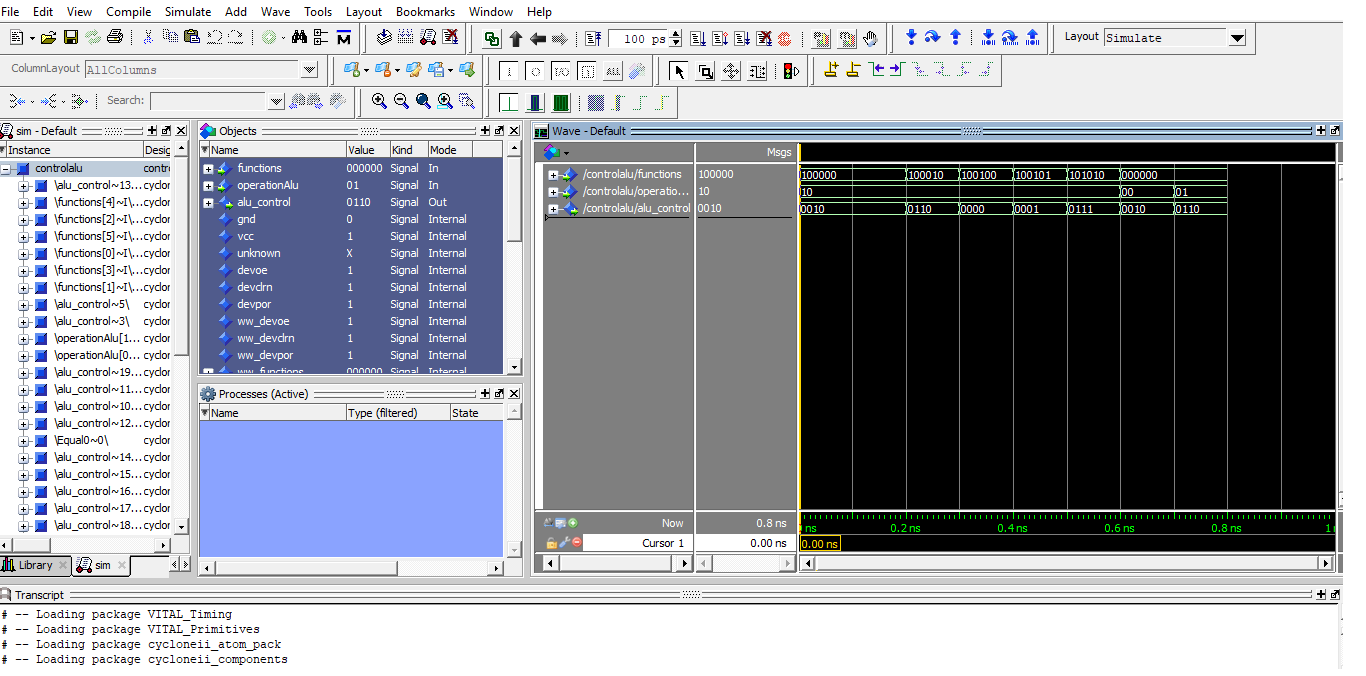 File Edit View Compile Simulate Add Wave Tools Layout Bookmarks Window Help
100 ps
Layout Simulate
ColumnLayout AllColumns
Search:
sim - Default
Instance Desig
controlalu contro
\alu_control~13... cyclor
\functions[4]~I\... cyclor
\functions[2]~I\... cyclor
\functions[5]~I\... cyclor
\functions[0]~I\... cyclor
\functions[3]~I\... cyclor
\functions[1]~I\... cyclor
\alu_control~5\ cyclor
\alu_control~3\ cyclor
\operationAlu[1... cyclor
\operationAlu[0... cyclor
\alu_control~19... cyclor
\alu_control~11... cyclor
\alu_control~10... cyclor
\alu_control~12... cyclor
\Equal0~0\ cyclor
\alu_control~14... cyclor
\alu_control~15... cyclor
\alu_control~16... cyclor
\alu_control~17... cyclor
\alu_control~18... cyclor
Library sim
Objects
Name Value Kind Mode
functions 000000 Signal In
operationAlu 01 Signal In
alu_control 0110 Signal Out
gnd 0 Signal Internal
vcc 1 Signal Internal
unknown X Signal Internal
devoe 1 Signal Internal
devclrn 1 Signal Internal
devpor 1 Signal Internal
ww_devoe 1 Signal Internal
ww_devclrn 1 Signal Internal
ww_devpor 1 Signal Internal
ww_functions 000000 Signal Internal
Processes (Active)
Name Type (filtered) State
Wave - Default
Msgs
/controlalu/functions 100000 100000 100010 100100 100101 101010 000000
/controlalu/operatio... 10 10 00 01
/controlalu/alu_control 0010 0010 0110 0000 0001 0111 0010 0110
Now 0.8 ns ns 0.2 ns 0.4 ns 0.6 ns 0.8 ns 1
Cursor 1 0.00 ns 0.00 ns
Transcript
# -- Loading package VITAL_Timing
# -- Loading package VITAL_Primitives
# -- Loading package cycloneii_atom_pack
# -- Loading package cycloneii_components